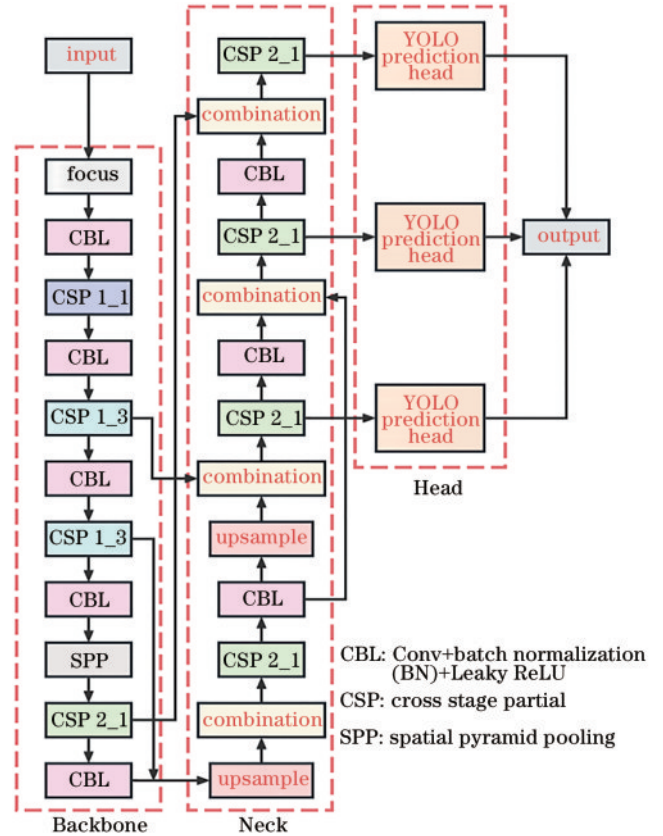 input
focus
CBL
CSP 1_1
CBL
CSP 1_3
CBL
CSP 1_3
CBL
SPP
CSP 2_1
CBL
Backbone
CSP 2_1
combination
CBL
CSP 2_1
combination
CBL
CSP 2_1
combination
upsample
CBL
CSP 2_1
combination
upsample
Neck
YOLO
prediction
head
YOLO
prediction
head
YOLO
prediction
head
Head
output
CBL: Conv+batch normalization
(BN)+Leaky ReLU
CSP: cross stage partial
SPP: spatial pyramid pooling